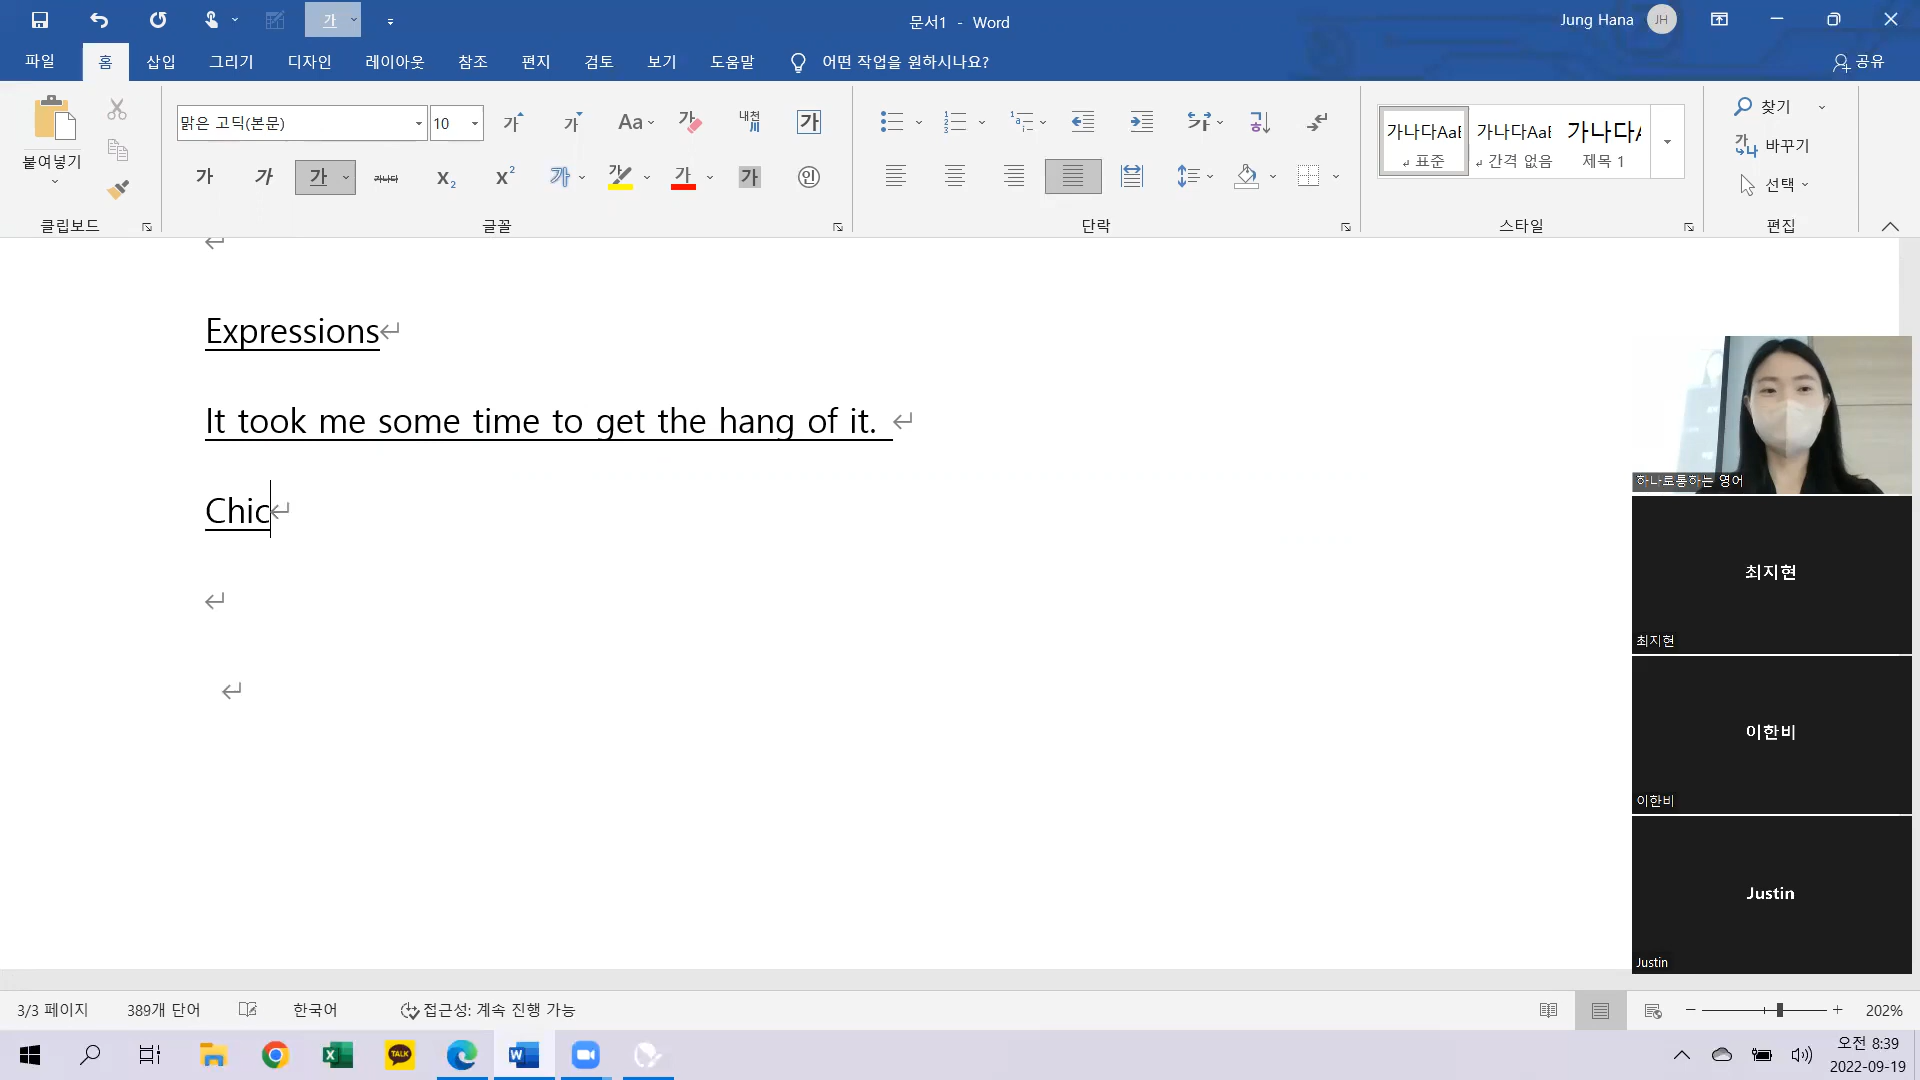 문서1 - Word
Jung Hana JH
파일 홈 삽입 그리기 디자인 레이아웃 참조 편지 검토 보기 도움말 어떤 작업을 원하시나요? 공유
붙여넣기
클립보드
맑은 고딕(본문) 10
글꼴
단락
가나다AaB 가나다AaB 가나다A
표준 간격 없음 제목 1
스타일
찾기
바꾸기
선택
편집
Expressions
It took me some time to get the hang of it.
Chic
하나로통하는 영어
최지현
최지현
이한비
이한비
Justin
Justin
3/3 페이지 389개 단어 한국어 접근성: 계속 진행 가능 202%
오전 8:39
2022-09-19